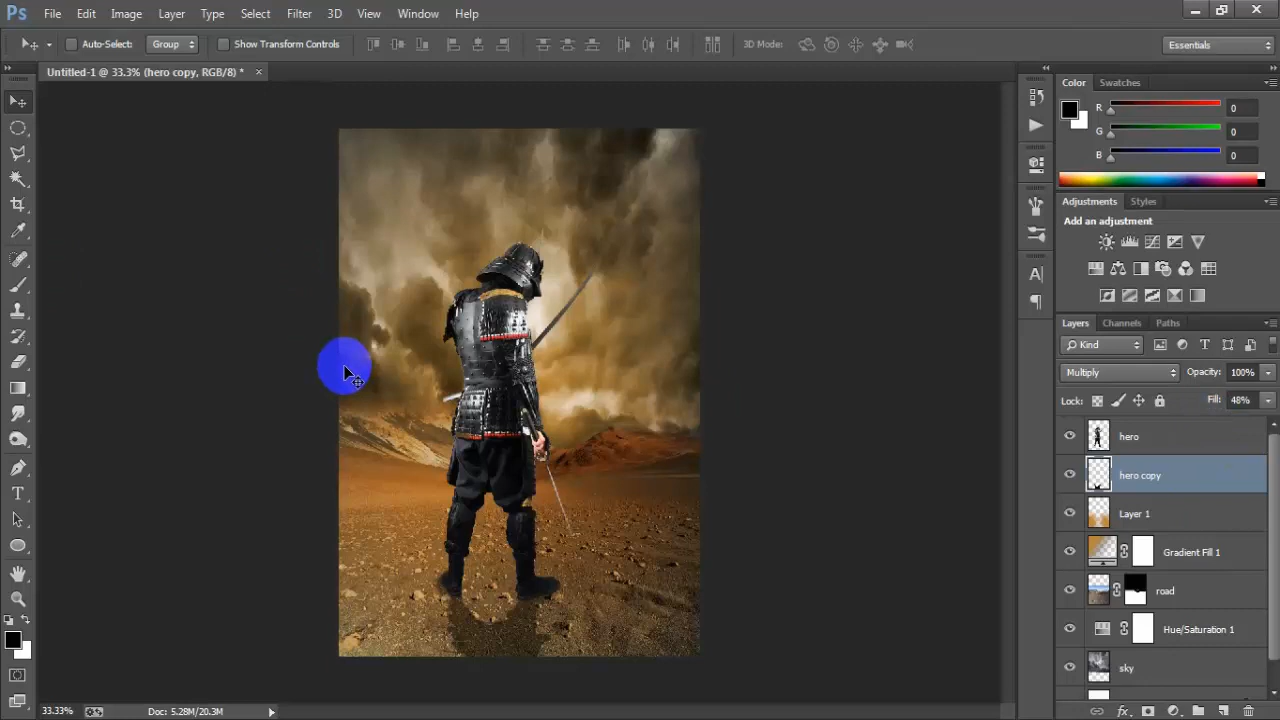 Ps File Edit Image Layer Type Select Filter 3D View Window Help
Auto-Select: Group Show Transform Controls 3D Mode: Essentials
Untitled-1 @ 33.3% (hero copy, RGB/8) * ×
Color Swatches
R 0
G 0
B 0
Adjustments Styles
Add an adjustment
Layers Channels Paths
Kind
Multiply Opacity: 100%
Lock: Fill: 48%
hero
hero copy
Layer 1
Gradient Fill 1
road
Hue/Saturation 1
sky
33.33% Doc: 5.28M/20.3M